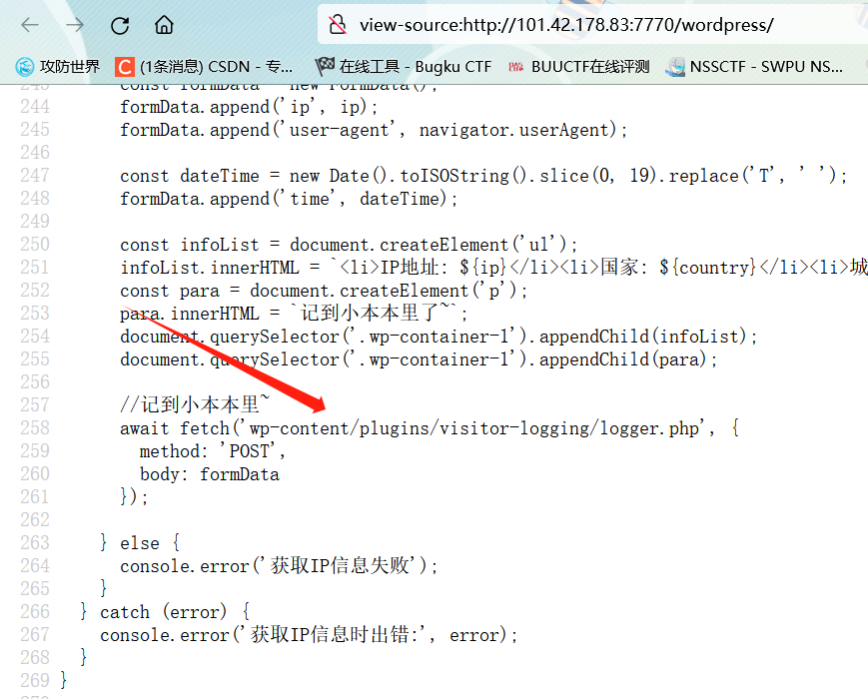 view-source:http://101.42.178.83:7770/wordpress/
攻防世界 C (1条消息) CSDN - 专... 在线工具 - Bugku CTF BUUCTF在线评测 NSSCTF - SWPU NS...
243 const formData = new FormData();
244 formData.append('ip', ip);
245 formData.append('user-agent', navigator.userAgent);
246
247 const dateTime = new Date().toISOString().slice(0, 19).replace('T', ' ');
248 formData.append('time', dateTime);
249
250 const infoList = document.createElement('ul');
251 infoList.innerHTML = `<li>IP地址: ${ip}</li><li>国家: ${country}</li><li>城
252 const para = document.createElement('p');
253 para.innerHTML = `记到小本本里了~`;
254 document.querySelector('.wp-container-1').appendChild(infoList);
255 document.querySelector('.wp-container-1').appendChild(para);
256
257 //记到小本本里~
258 await fetch('wp-content/plugins/visitor-logging/logger.php', {
259 method: 'POST',
260 body: formData
261 });
262
263 } else {
264 console.error('获取IP信息失败');
265 }
266 } catch (error) {
267 console.error('获取IP信息时出错:', error);
268 }
269 }